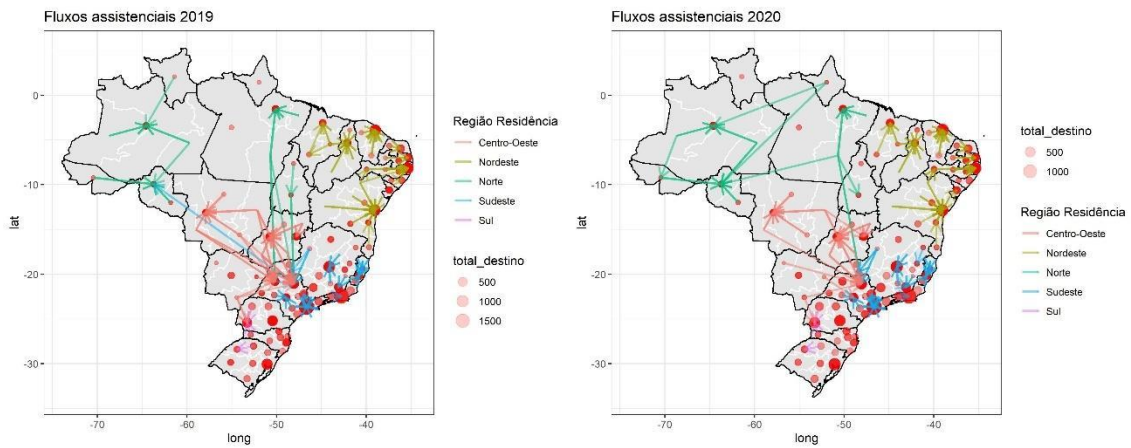 Fluxos assistenciais 2019
lat
0
-10
-20
-30
-70
-60
-50
-40
long
Região Residência
Centro-Oeste
Nordeste
Norte
Sudeste
Sul
total_destino
500
1000
1500
Fluxos assistenciais 2020
lat
0
-10
-20
-30
-70
-60
-50
-40
long
total_destino
500
1000
Região Residência
Centro-Oeste
Nordeste
Norte
Sudeste
Sul